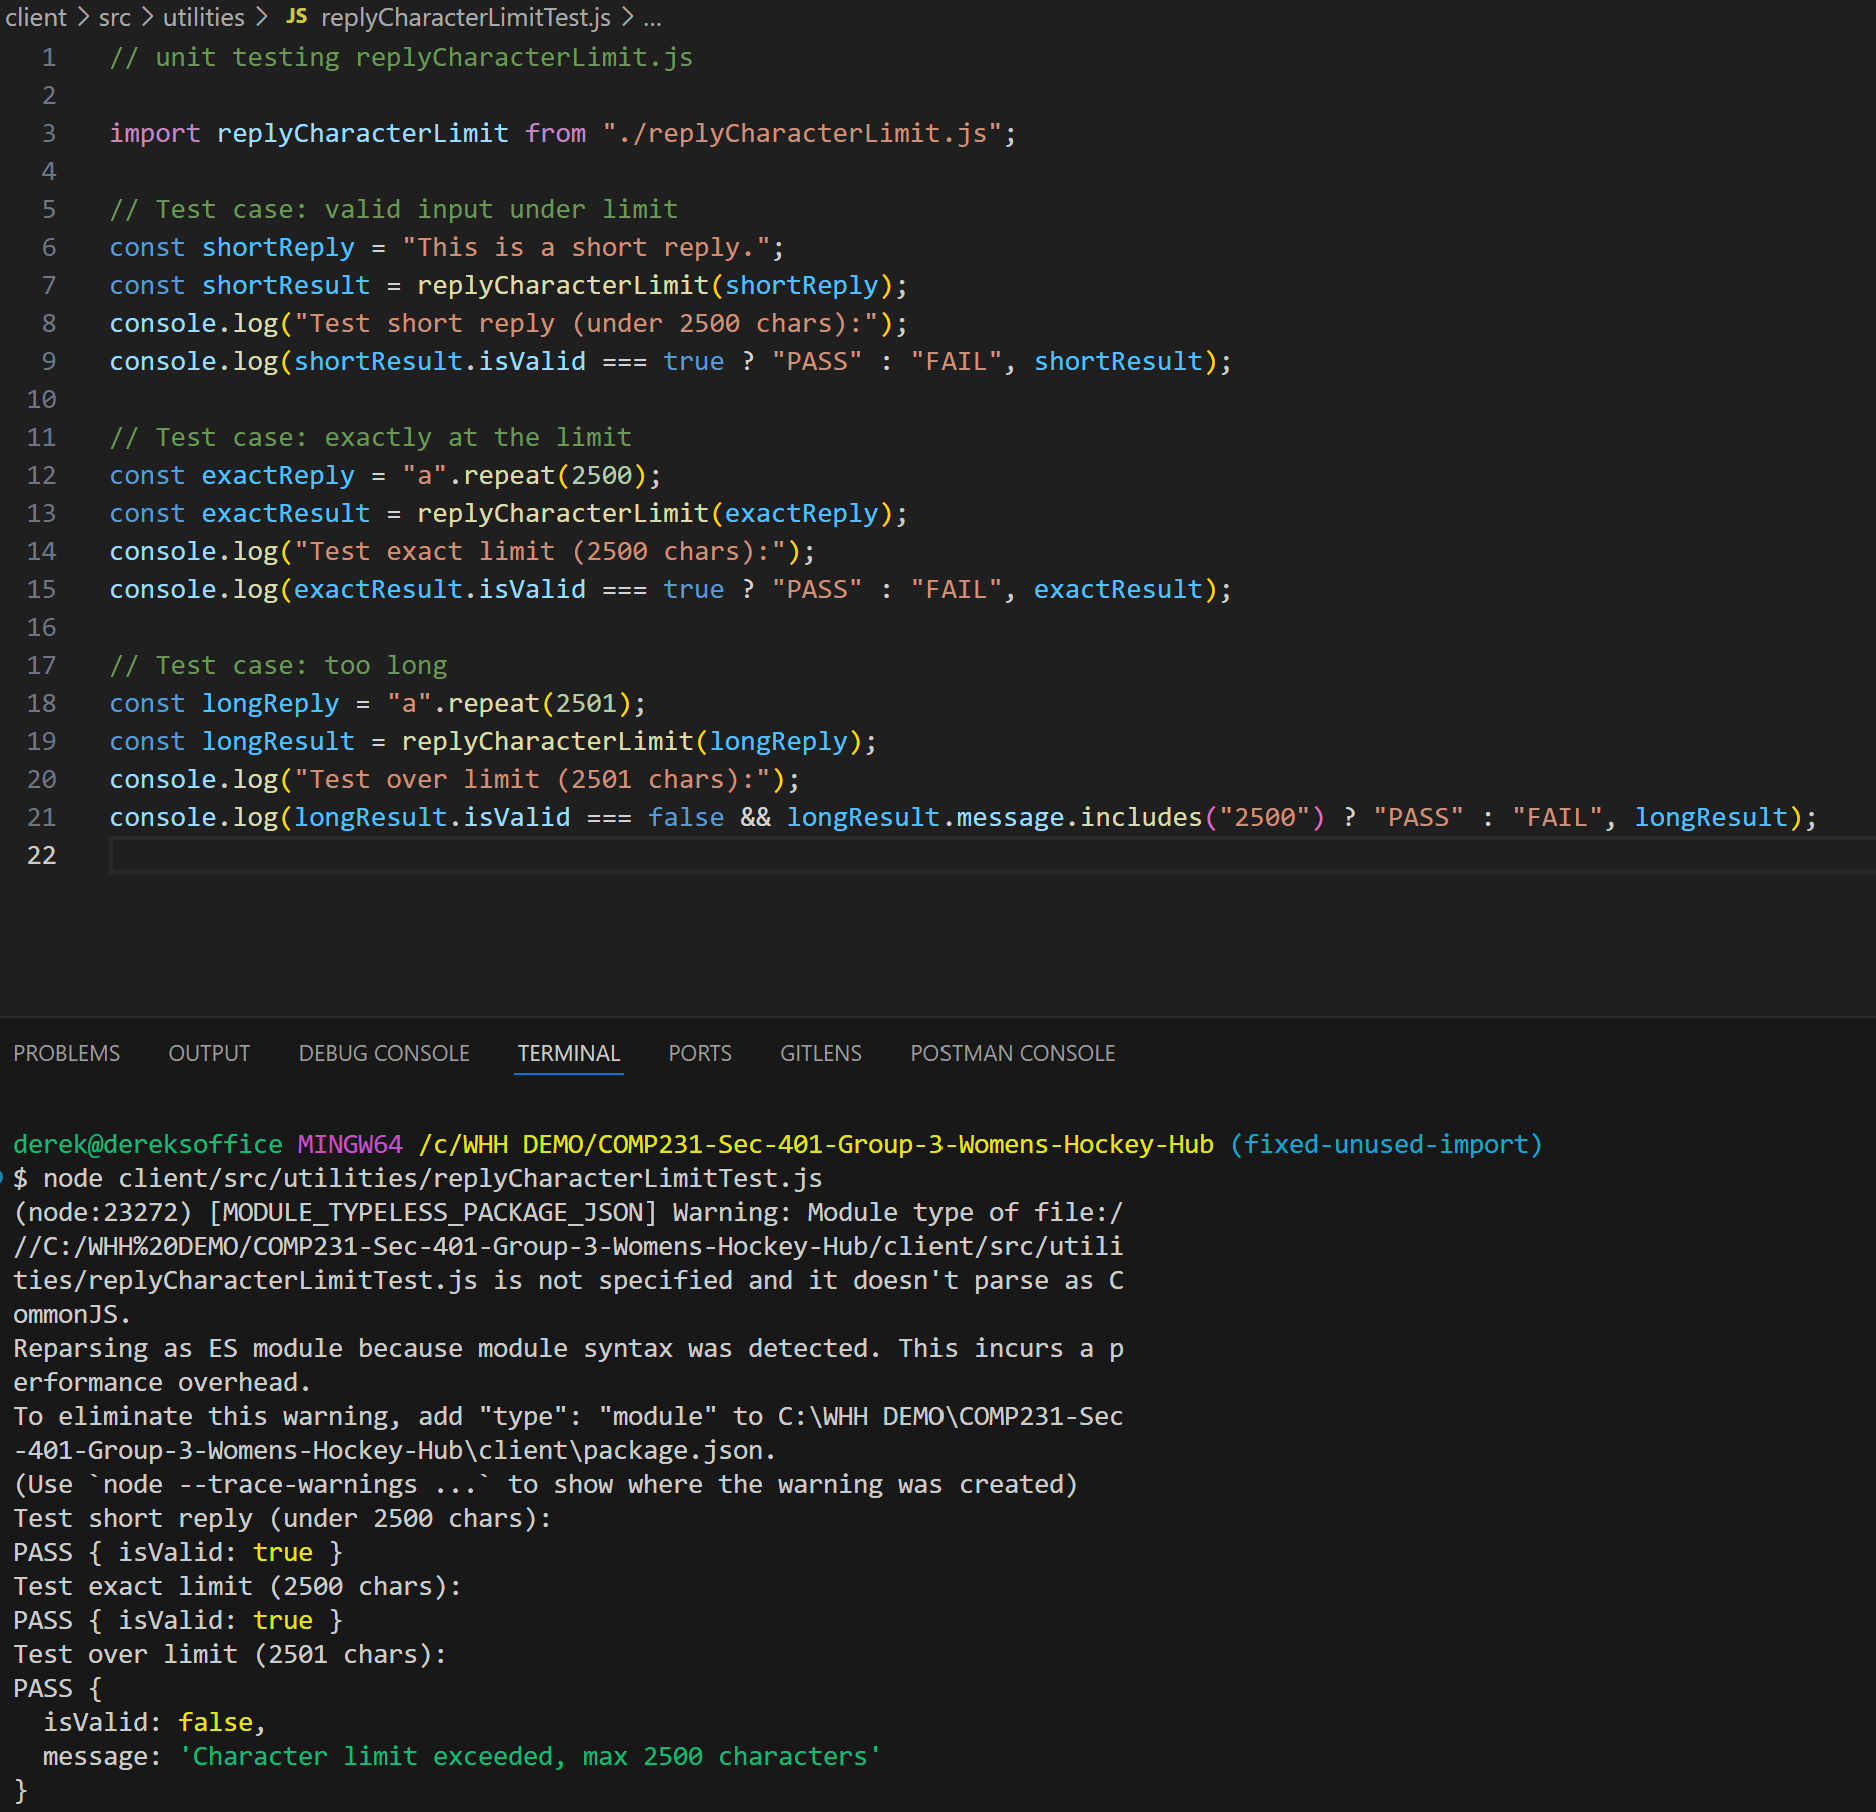 client > src > utilities > JS replyCharacterLimitTest.js > ...
1 // unit testing replyCharacterLimit.js
2
3 import replyCharacterLimit from "./replyCharacterLimit.js";
4
5 // Test case: valid input under limit
6 const shortReply = "This is a short reply.";
7 const shortResult = replyCharacterLimit(shortReply);
8 console.log("Test short reply (under 2500 chars):");
9 console.log(shortResult.isValid === true ? "PASS" : "FAIL", shortResult);
10
11 // Test case: exactly at the limit
12 const exactReply = "a".repeat(2500);
13 const exactResult = replyCharacterLimit(exactReply);
14 console.log("Test exact limit (2500 chars):");
15 console.log(exactResult.isValid === true ? "PASS" : "FAIL", exactResult);
16
17 // Test case: too long
18 const longReply = "a".repeat(2501);
19 const longResult = replyCharacterLimit(longReply);
20 console.log("Test over limit (2501 chars):");
21 console.log(longResult.isValid === false && longResult.message.includes("2500") ? "PASS" : "FAIL", longResult);
22
PROBLEMS OUTPUT DEBUG CONSOLE TERMINAL PORTS GITLENS POSTMAN CONSOLE
derek@dereksoffice MINGW64 /c/WHH DEMO/COMP231-Sec-401-Group-3-Womens-Hockey-Hub (fixed-unused-import)
$ node client/src/utilities/replyCharacterLimitTest.js
(node:23272) [MODULE_TYPELESS_PACKAGE_JSON] Warning: Module type of file:/
//C:/WHH%20DEMO/COMP231-Sec-401-Group-3-Womens-Hockey-Hub/client/src/utili
ties/replyCharacterLimitTest.js is not specified and it doesn't parse as C
ommonJS.
Reparsing as ES module because module syntax was detected. This incurs a p
erformance overhead.
To eliminate this warning, add "type": "module" to C:\WHH DEMO\COMP231-Sec
-401-Group-3-Womens-Hockey-Hub\client\package.json.
(Use `node --trace-warnings ...` to show where the warning was created)
Test short reply (under 2500 chars):
PASS { isValid: true }
Test exact limit (2500 chars):
PASS { isValid: true }
Test over limit (2501 chars):
PASS {
  isValid: false,
  message: 'Character limit exceeded, max 2500 characters'
}